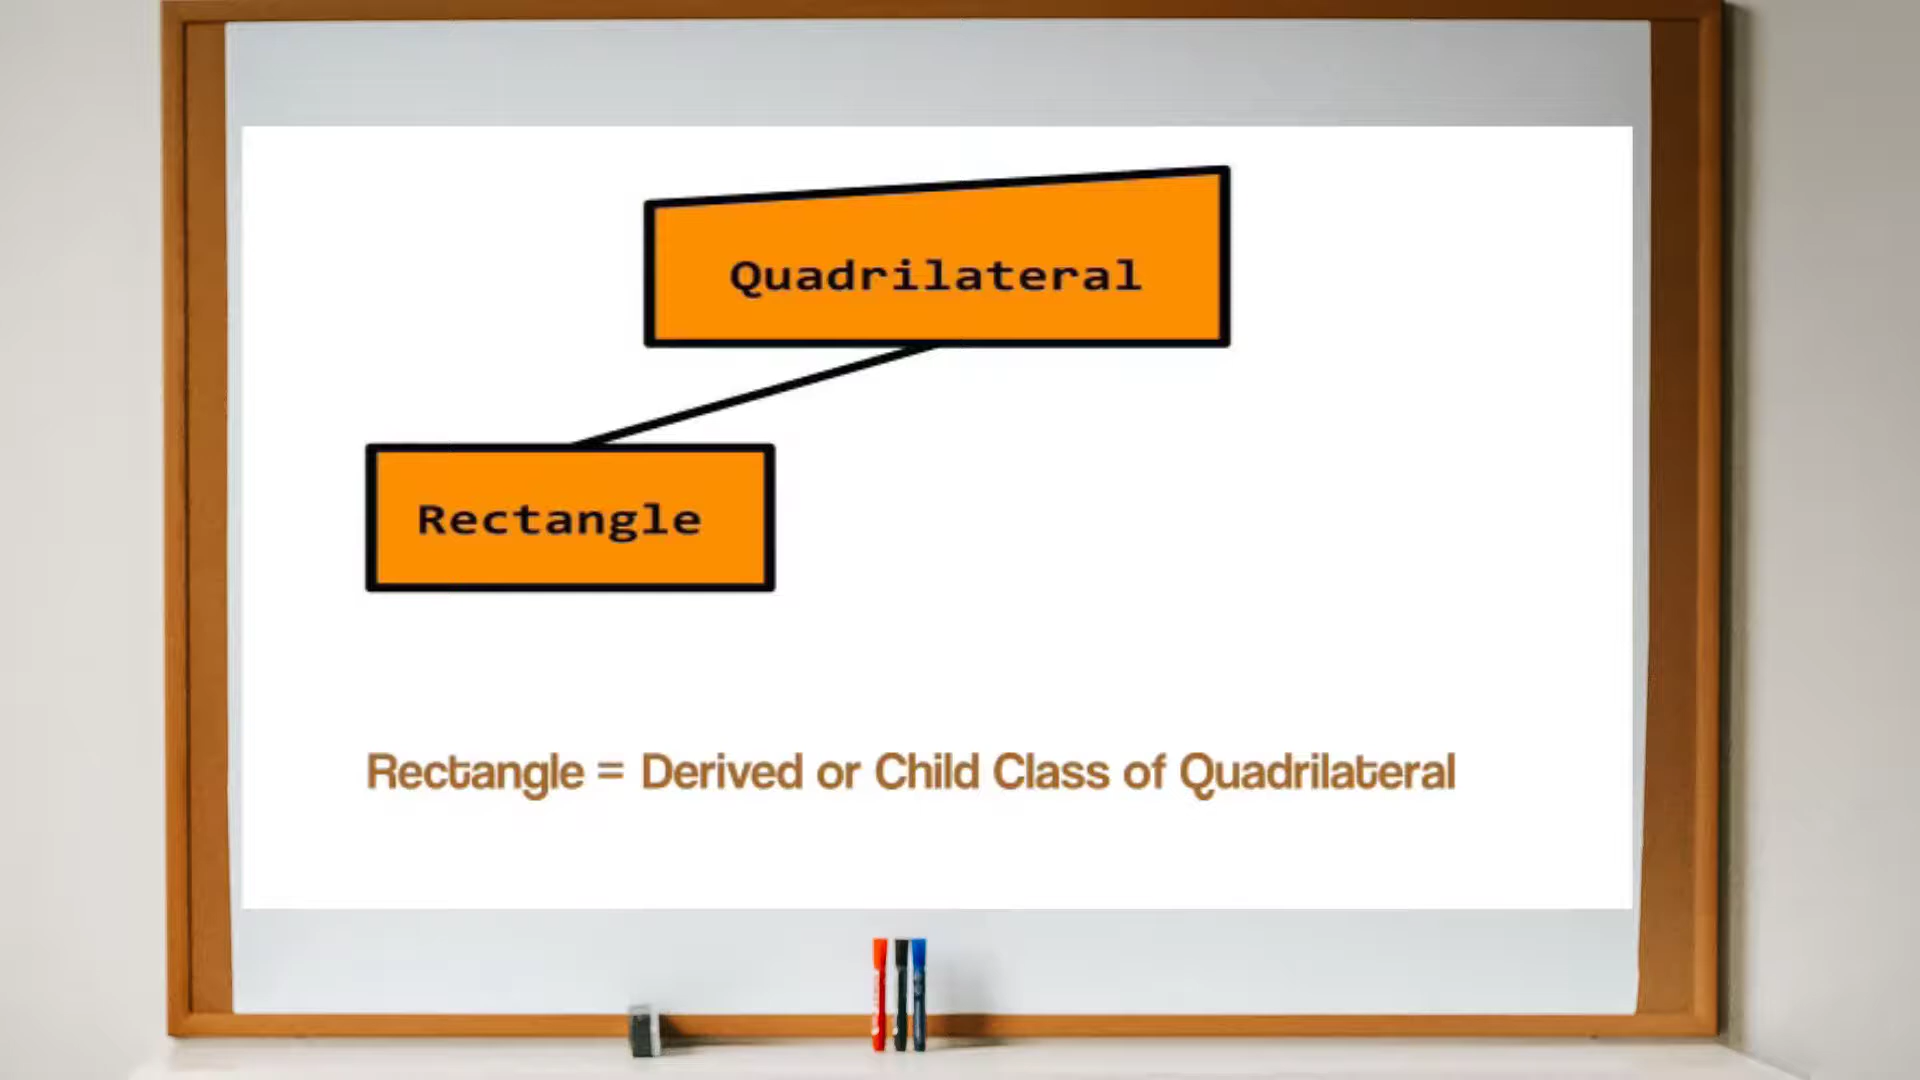 Quadrilateral
Rectangle
Rectangle = Derived or Child Class of Quadrilateral